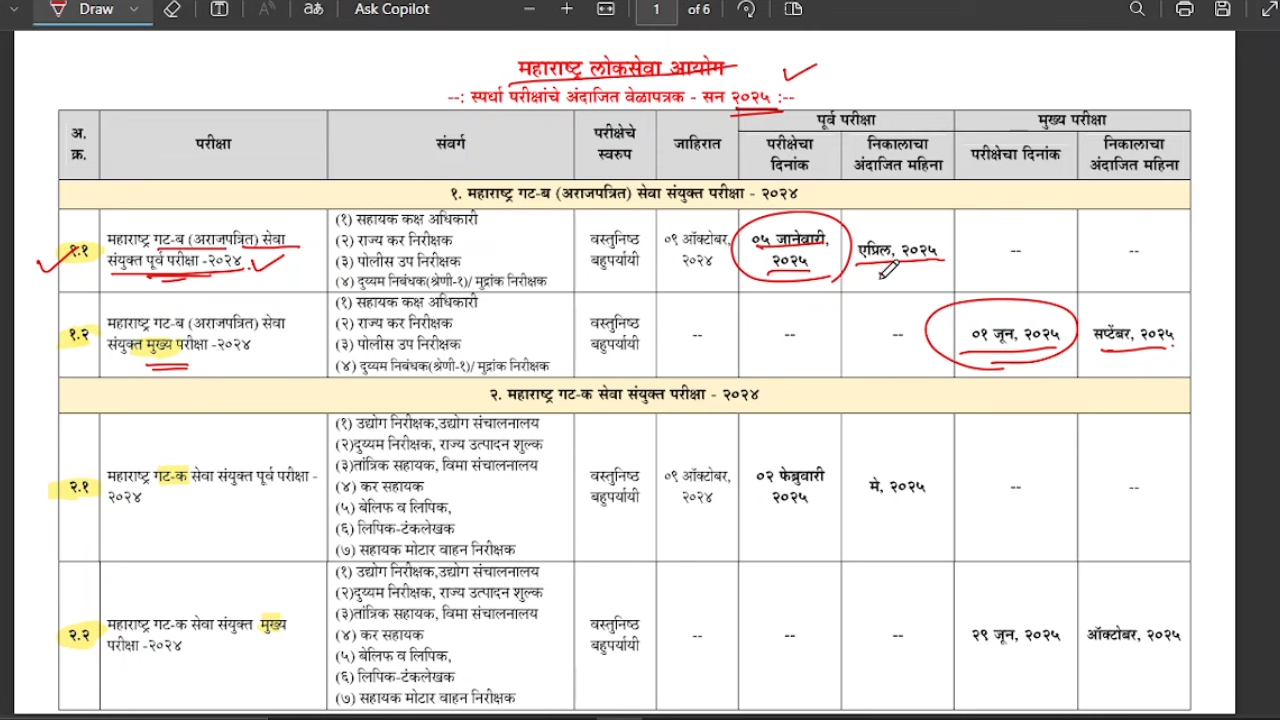 Draw
Ask Copilot
1 of 6
महाराष्ट्र लोकसेवा आयोग
--: स्पर्धा परीक्षांचे अंदाजित वेळापत्रक - सन २०२५ :--
अ. क्र. परीक्षा संवर्ग परीक्षेचे स्वरुप जाहिरात पूर्व परीक्षा मुख्य परीक्षा
परीक्षेचा दिनांक निकालाचा अंदाजित महिना परीक्षेचा दिनांक निकालाचा अंदाजित महिना
१. महाराष्ट्र गट-ब (अराजपत्रित) सेवा संयुक्त परीक्षा - २०२४
१.१ महाराष्ट्र गट-ब (अराजपत्रित) सेवा संयुक्त पूर्व परीक्षा -२०२४
(१) सहायक कक्ष अधिकारी
(२) राज्य कर निरीक्षक
(३) पोलीस उप निरीक्षक
(४) दुय्यम निबंधक(श्रेणी-१)/ मुद्रांक निरीक्षक
वस्तुनिष्ठ बहुपर्यायी ०९ ऑक्टोबर, २०२४ ०५ जानेवारी, २०२५ एप्रिल, २०२५ -- --
१.२ महाराष्ट्र गट-ब (अराजपत्रित) सेवा संयुक्त मुख्य परीक्षा -२०२४
(१) सहायक कक्ष अधिकारी
(२) राज्य कर निरीक्षक
(३) पोलीस उप निरीक्षक
(४) दुय्यम निबंधक(श्रेणी-१)/ मुद्रांक निरीक्षक
वस्तुनिष्ठ बहुपर्यायी -- -- -- ०१ जून, २०२५ सप्टेंबर, २०२५
२. महाराष्ट्र गट-क सेवा संयुक्त परीक्षा - २०२४
२.१ महाराष्ट्र गट-क सेवा संयुक्त पूर्व परीक्षा - २०२४
(१) उद्योग निरीक्षक,उद्योग संचालनालय
(२)दुय्यम निरीक्षक, राज्य उत्पादन शुल्क
(३)तांत्रिक सहायक, विमा संचालनालय
(४) कर सहायक
(५) बेलिफ व लिपिक,
(६) लिपिक-टंकलेखक
(७) सहायक मोटार वाहन निरीक्षक
वस्तुनिष्ठ बहुपर्यायी ०९ ऑक्टोबर, २०२४ ०२ फेब्रुवारी २०२५ मे, २०२५ -- --
२.२ महाराष्ट्र गट-क सेवा संयुक्त मुख्य परीक्षा -२०२४
(१) उद्योग निरीक्षक,उद्योग संचालनालय
(२)दुय्यम निरीक्षक, राज्य उत्पादन शुल्क
(३)तांत्रिक सहायक, विमा संचालनालय
(४) कर सहायक
(५) बेलिफ व लिपिक,
(६) लिपिक-टंकलेखक
(७) सहायक मोटार वाहन निरीक्षक
वस्तुनिष्ठ बहुपर्यायी -- -- -- २९ जून, २०२५ ऑक्टोबर, २०२५